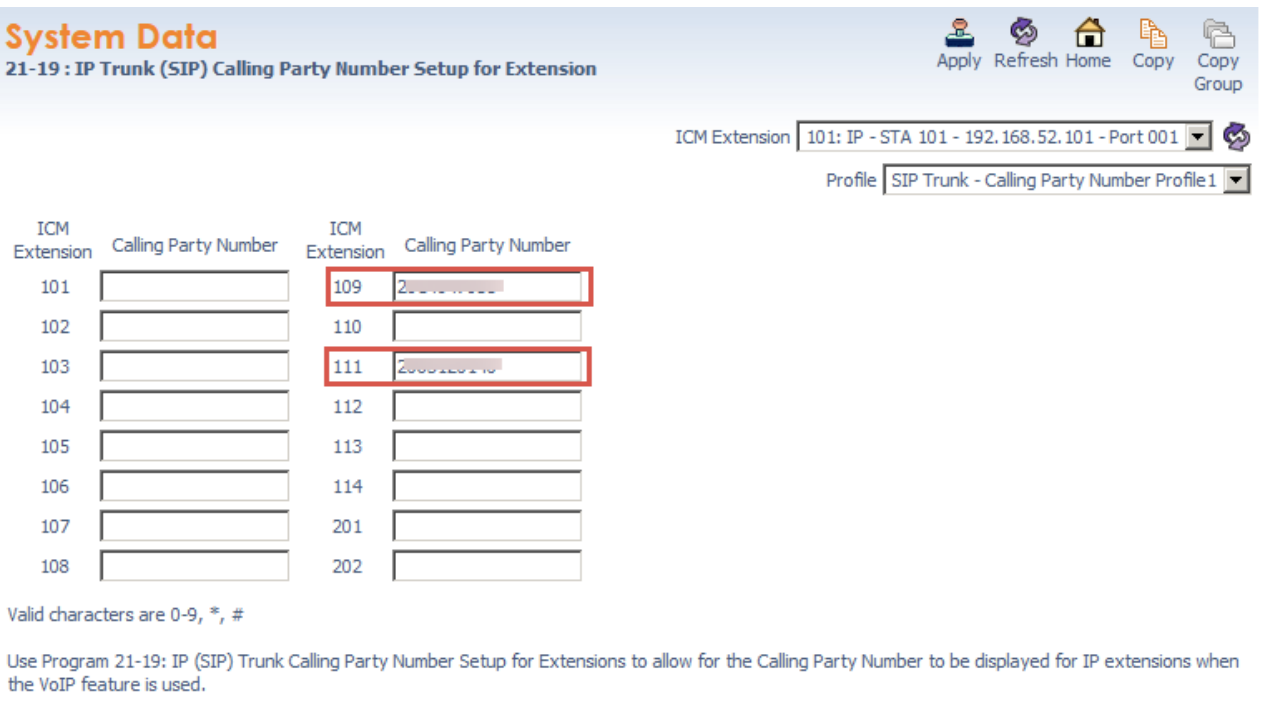 System Data
21-19 : IP Trunk (SIP) Calling Party Number Setup for Extension
Apply Refresh Home Copy Copy Group
ICM Extension 101: IP - STA 101 - 192.168.52.101 - Port 001
Profile SIP Trunk - Calling Party Number Profile1
ICM Extension Calling Party Number ICM Extension Calling Party Number
101 109
102 110
103 111
104 112
105 113
106 114
107 201
108 202
Valid characters are 0-9, *, #
Use Program 21-19: IP (SIP) Trunk Calling Party Number Setup for Extensions to allow for the Calling Party Number to be displayed for IP extensions when
the VoIP feature is used.